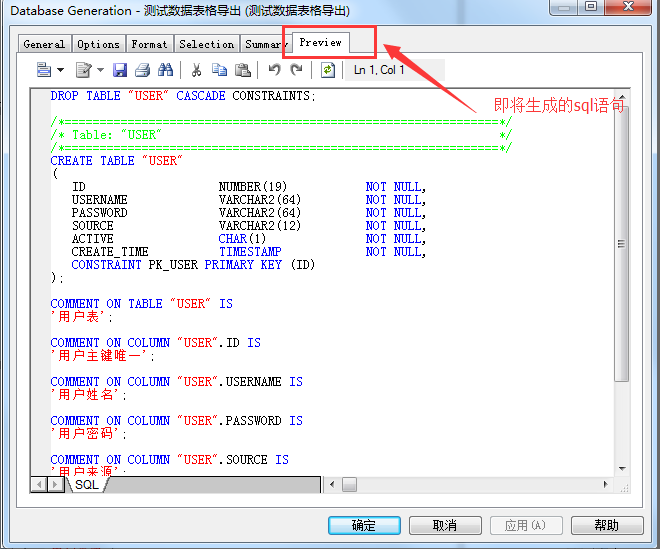 Database Generation - 测试数据表格导出 (测试数据表格导出)
General Options Format Selection Summary Preview
Ln 1, Col 1
即将生成的sql语句
DROP TABLE "USER" CASCADE CONSTRAINTS;
/*==============================================================*/
/* Table: "USER" */
/*==============================================================*/
CREATE TABLE "USER"
(
ID NUMBER(19) NOT NULL,
USERNAME VARCHAR2(64) NOT NULL,
PASSWORD VARCHAR2(64) NOT NULL,
SOURCE VARCHAR2(12) NOT NULL,
ACTIVE CHAR(1) NOT NULL,
CREATE_TIME TIMESTAMP NOT NULL,
CONSTRAINT PK_USER PRIMARY KEY (ID)
);
COMMENT ON TABLE "USER" IS
'用户表';
COMMENT ON COLUMN "USER".ID IS
'用户主键唯一';
COMMENT ON COLUMN "USER".USERNAME IS
'用户姓名';
COMMENT ON COLUMN "USER".PASSWORD IS
'用户密码';
COMMENT ON COLUMN "USER".SOURCE IS
'用户来源';
SQL
确定 取消 应用(A) 帮助